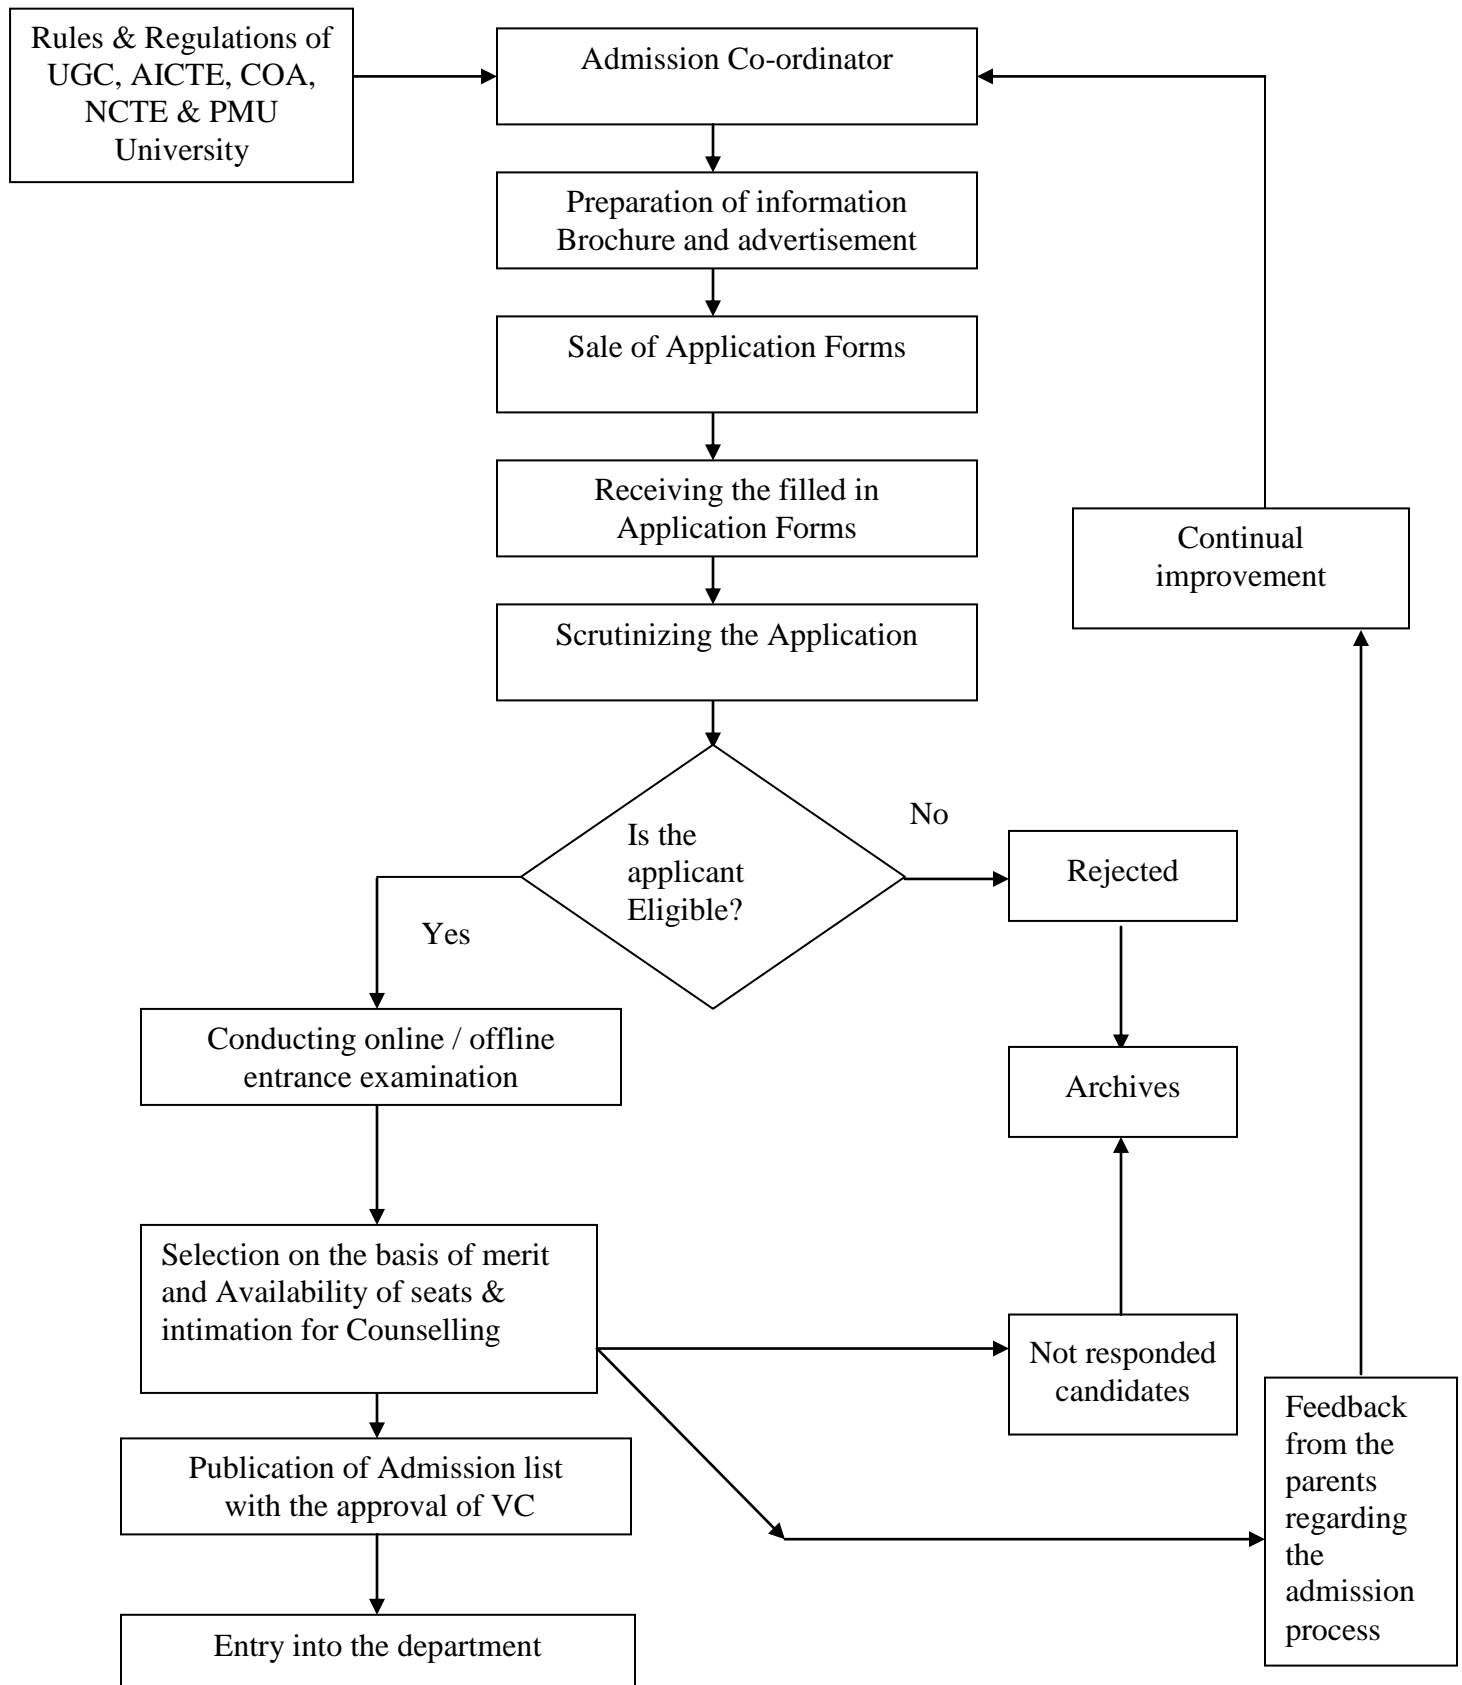 Rules & Regulations of
UGC, AICTE, COA,
NCTE & PMU
University
Admission Co-ordinator
Preparation of information
Brochure and advertisement
Sale of Application Forms
Receiving the filled in
Application Forms
Continual
improvement
Scrutinizing the Application
No
Is the
applicant
Eligible?
Rejected
Yes
Conducting online / offline
entrance examination
Archives
Selection on the basis of merit
and Availability of seats &
intimation for Counselling
Not responded
candidates
Feedback
from the
parents
regarding
the
admission
process
Publication of Admission list
with the approval of VC
Entry into the department